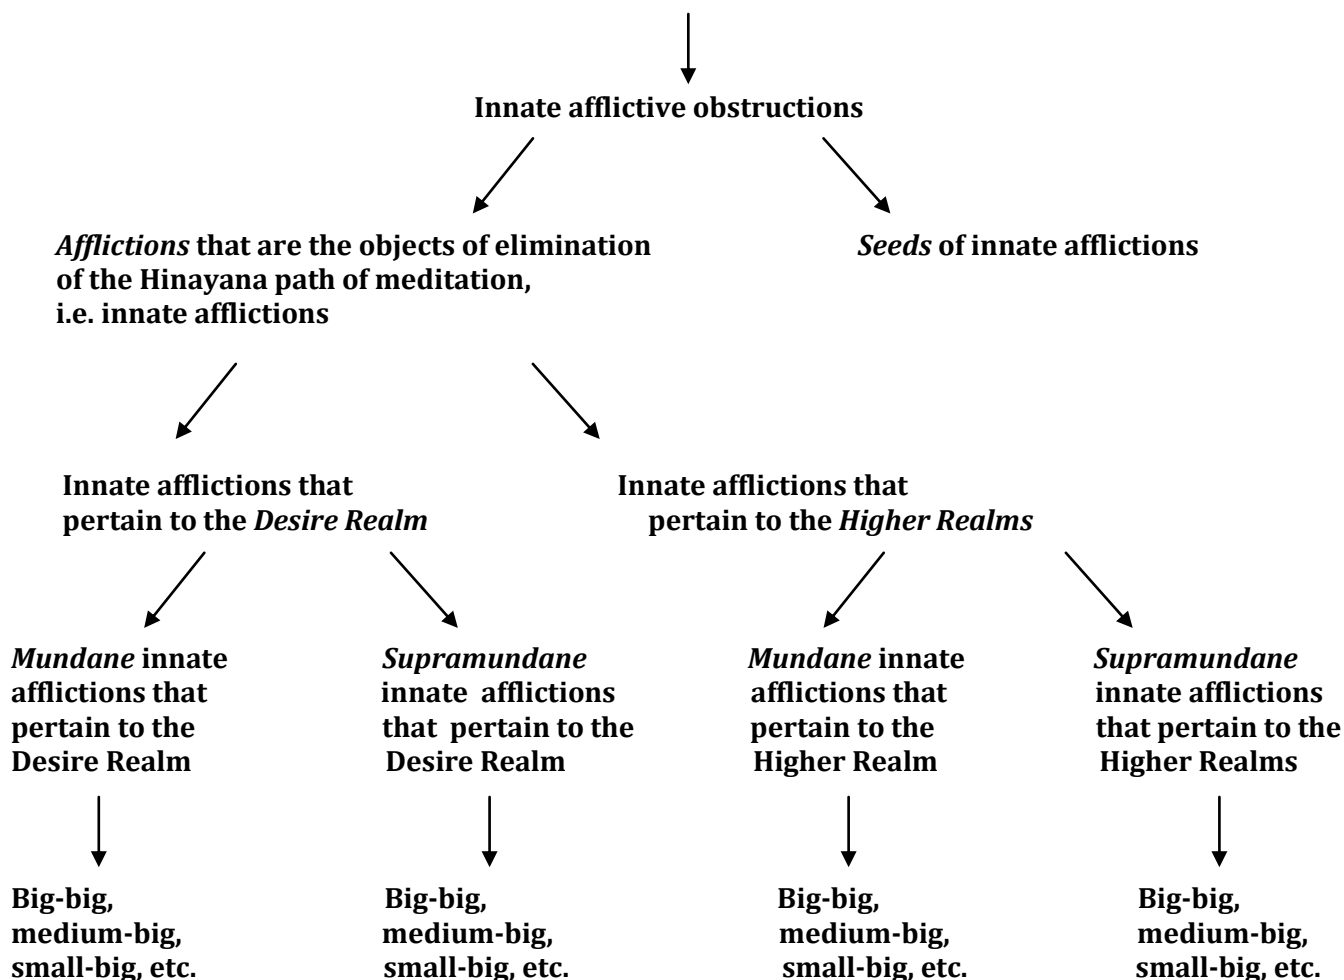 Innate afflictive obstructions
Afflictions that are the objects of elimination
of the Hinayana path of meditation,
i.e. innate afflictions
Seeds of innate afflictions
Innate afflictions that
pertain to the Desire Realm
Innate afflictions that
pertain to the Higher Realms
Mundane innate
afflictions that
pertain to the
Desire Realm
Supramundane
innate afflictions
that pertain to the
Desire Realm
Mundane innate
afflictions that
pertain to the
Higher Realm
Supramundane
innate afflictions
that pertain to the
Higher Realms
Big-big,
medium-big,
small-big, etc.
Big-big,
medium-big,
small-big, etc.
Big-big,
medium-big,
small-big, etc.
Big-big,
medium-big,
small-big, etc.